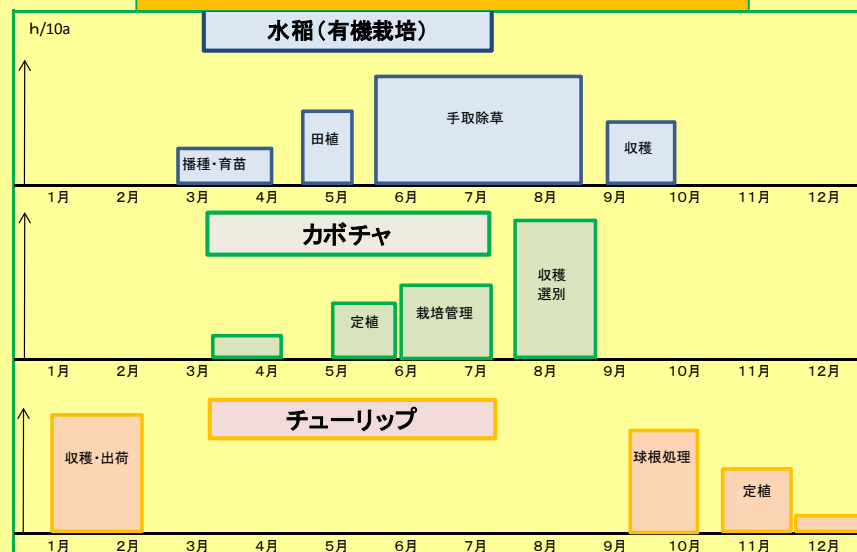 水稲(有機栽培)
h/10a
播種・育苗
田植
手取除草
収穫
1月 2月 3月 4月 5月 6月 7月 8月 9月 10月 11月 12月
カボチャ
定植
栽培管理
収穫
選別
1月 2月 3月 4月 5月 6月 7月 8月 9月 10月 11月 12月
チューリップ
収穫・出荷
球根処理
定植
1月 2月 3月 4月 5月 6月 7月 8月 9月 10月 11月 12月